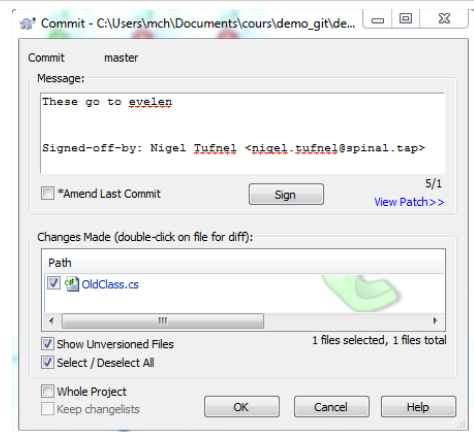 Commit - C:\Users\mch\Documents\cours\demo_git\de...
Commit master
Message:
These go to evelen
Signed-off-by: Nigel Tufnel <nigel.tufnel@spinal.tap>
*Amend Last Commit
Sign
5/1
View Patch>>
Changes Made (double-click on file for diff):
Path
OldClass.cs
Show Unversioned Files
1 files selected, 1 files total
Select / Deselect All
Whole Project
Keep changelists
OK
Cancel
Help